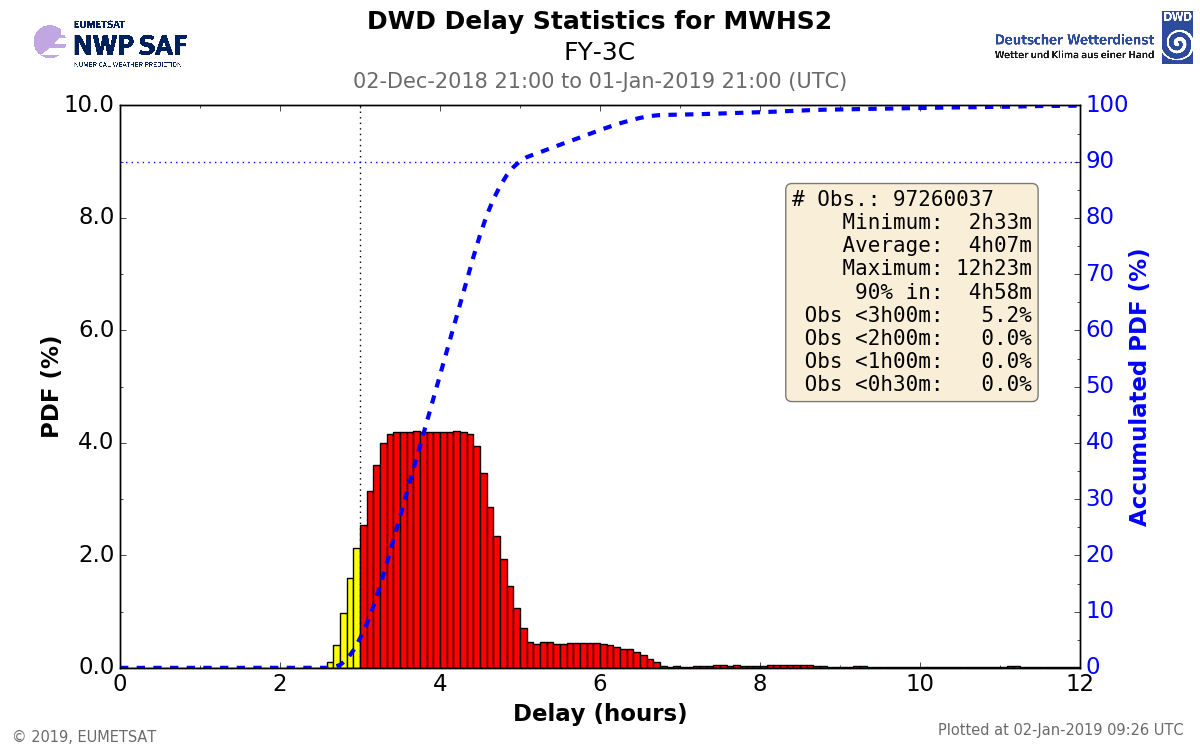 EUMETSAT
NWP SAF
NUMERICAL WEATHER PREDICTION
DWD Delay Statistics for MWHS2
FY-3C
02-Dec-2018 21:00 to 01-Jan-2019 21:00 (UTC)
DWD
Deutscher Wetterdienst
Wetter und Klima aus einer Hand
10.0
8.0
6.0
4.0
2.0
0.0
PDF (%)
100
90
80
70
60
50
40
30
20
10
0
Accumulated PDF (%)
# Obs.: 97260037
Minimum: 2h33m
Average: 4h07m
Maximum: 12h23m
90% in: 4h58m
Obs <3h00m: 5.2%
Obs <2h00m: 0.0%
Obs <1h00m: 0.0%
Obs <0h30m: 0.0%
0 2 4 6 8 10 12
Delay (hours)
© 2019, EUMETSAT
Plotted at 02-Jan-2019 09:26 UTC